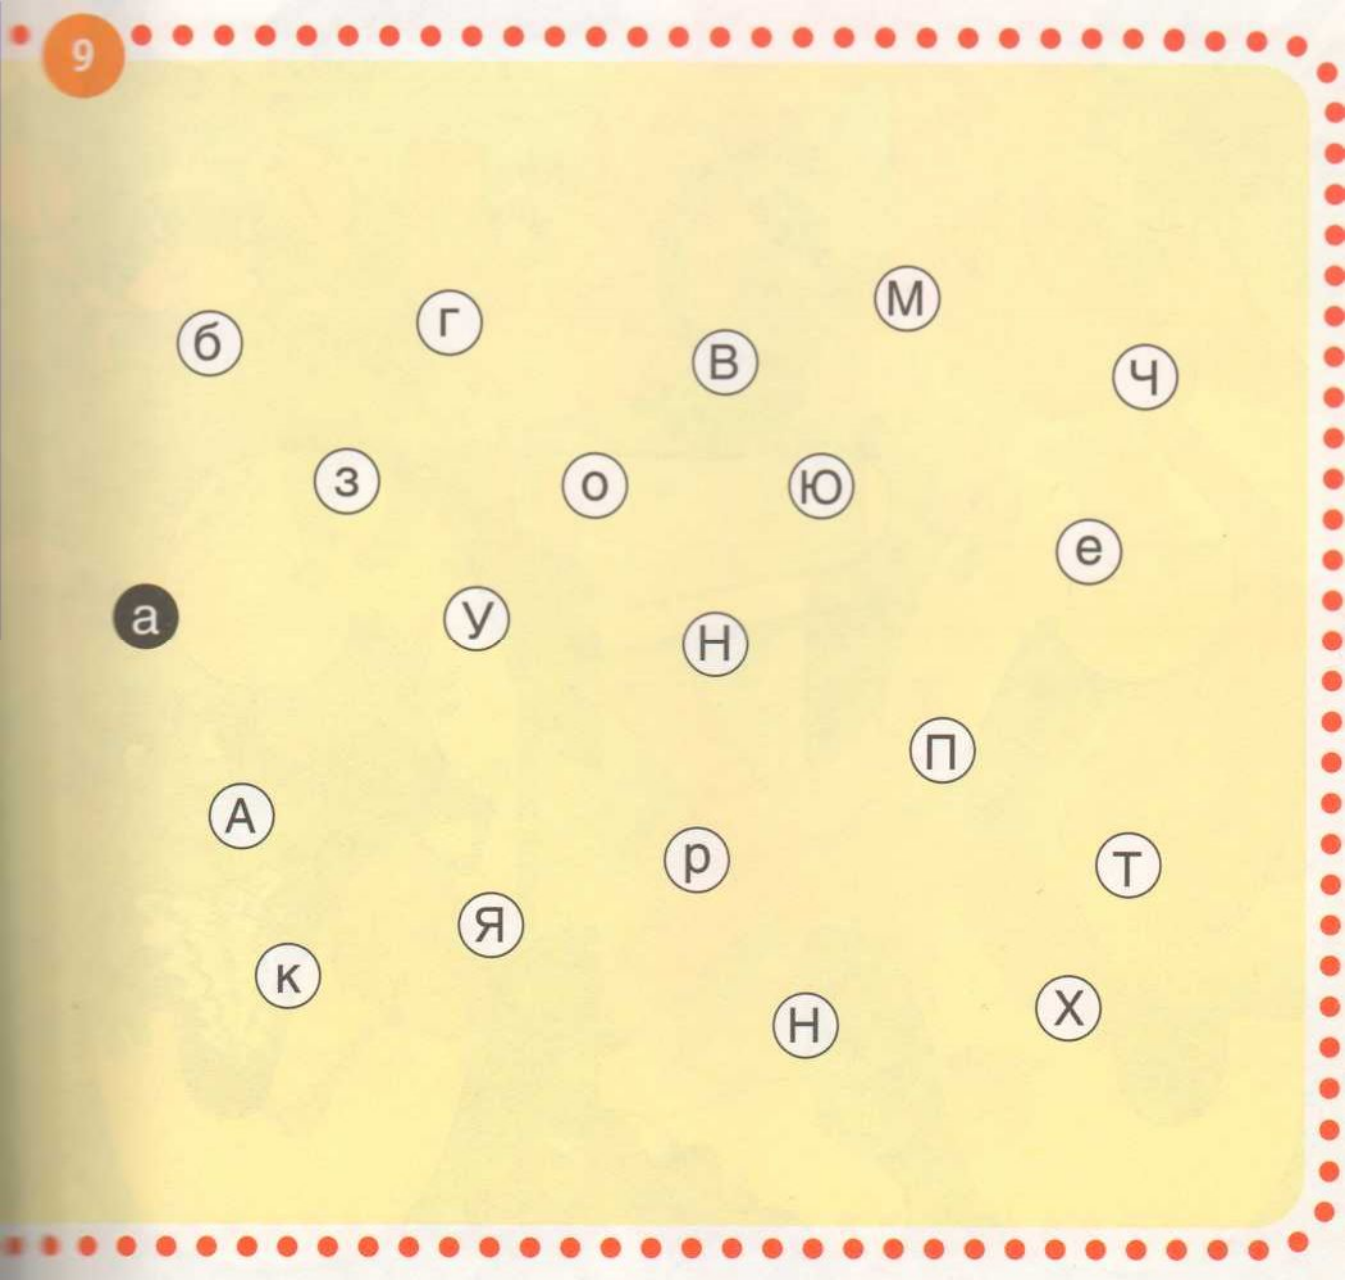 9
М
г
б
В
Ч
з
о
Ю
е
а
У
Н
П
А
р
Т
Я
к
Н
Х